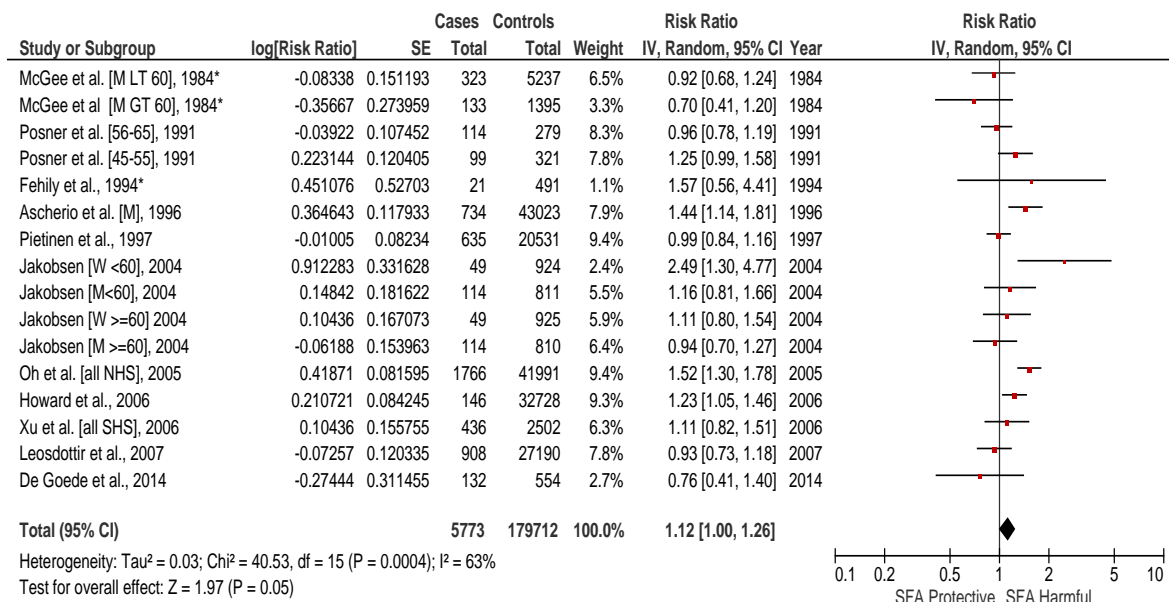 Cases Controls Risk Ratio Risk Ratio
Study or Subgroup log[Risk Ratio] SE Total Total Weight IV, Random, 95% CI Year IV, Random, 95% CI
McGee et al. [M LT 60], 1984* -0.08338 0.151193 323 5237 6.5% 0.92 [0.68, 1.24] 1984
McGee et al [M GT 60], 1984* -0.35667 0.273959 133 1395 3.3% 0.70 [0.41, 1.20] 1984
Posner et al. [56-65], 1991 -0.03922 0.107452 114 279 8.3% 0.96 [0.78, 1.19] 1991
Posner et al. [45-55], 1991 0.223144 0.120405 99 321 7.8% 1.25 [0.99, 1.58] 1991
Fehily et al., 1994* 0.451076 0.52703 21 491 1.1% 1.57 [0.56, 4.41] 1994
Ascherio et al. [M], 1996 0.364643 0.117933 734 43023 7.9% 1.44 [1.14, 1.81] 1996
Pietinen et al., 1997 -0.01005 0.08234 635 20531 9.4% 0.99 [0.84, 1.16] 1997
Jakobsen [W <60], 2004 0.912283 0.331628 49 924 2.4% 2.49 [1.30, 4.77] 2004
Jakobsen [M<60], 2004 0.14842 0.181622 114 811 5.5% 1.16 [0.81, 1.66] 2004
Jakobsen [W >=60] 2004 0.10436 0.167073 49 925 5.9% 1.11 [0.80, 1.54] 2004
Jakobsen [M >=60], 2004 -0.06188 0.153963 114 810 6.4% 0.94 [0.70, 1.27] 2004
Oh et al. [all NHS], 2005 0.41871 0.081595 1766 41991 9.4% 1.52 [1.30, 1.78] 2005
Howard et al., 2006 0.210721 0.084245 146 32728 9.3% 1.23 [1.05, 1.46] 2006
Xu et al. [all SHS], 2006 0.10436 0.155755 436 2502 6.3% 1.11 [0.82, 1.51] 2006
Leosdottir et al., 2007 -0.07257 0.120335 908 27190 7.8% 0.93 [0.73, 1.18] 2007
De Goede et al., 2014 -0.27444 0.311455 132 554 2.7% 0.76 [0.41, 1.40] 2014
Total (95% CI) 5773 179712 100.0% 1.12 [1.00, 1.26]
Heterogeneity: Tau² = 0.03; Chi² = 40.53, df = 15 (P = 0.0004); I² = 63%
Test for overall effect: Z = 1.97 (P = 0.05)
0.1 0.2 0.5 1 2 5 10
SFA Protective SFA Harmful